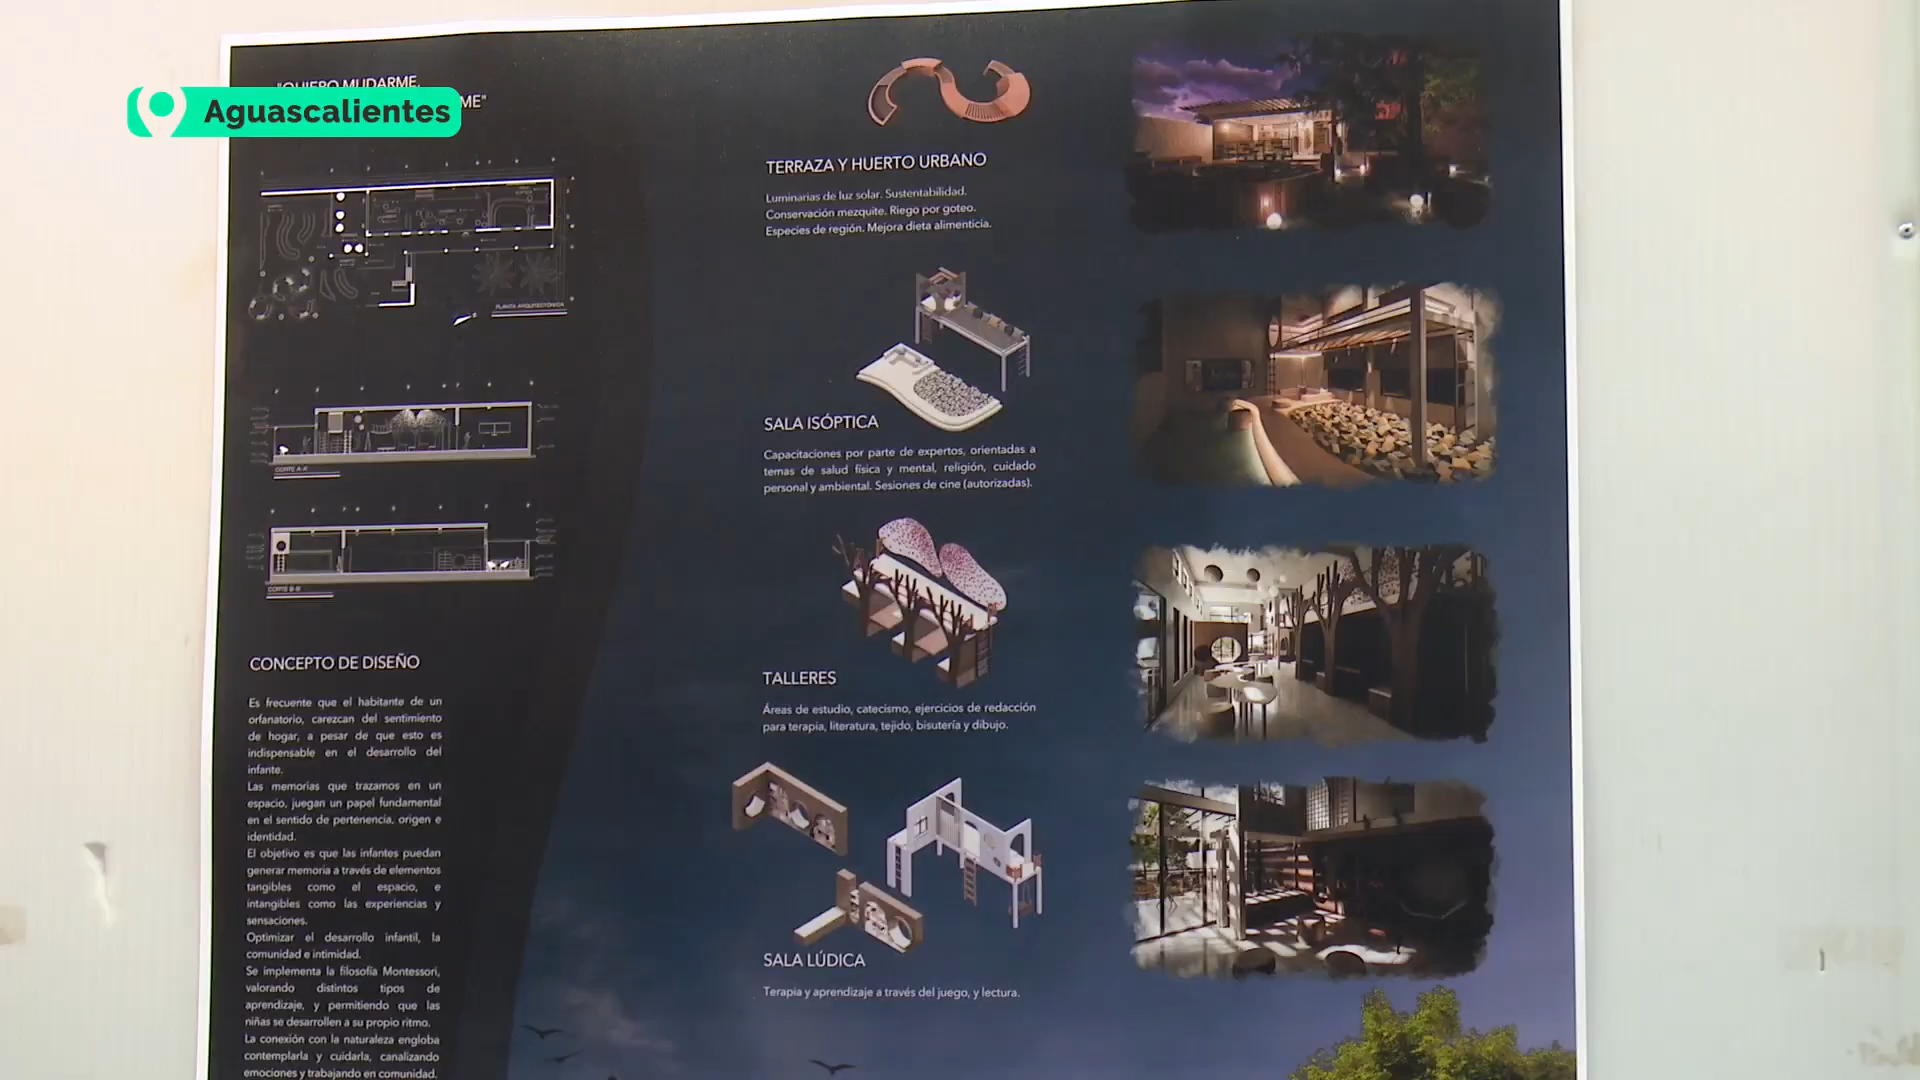 "QUIERO MUDARME,
ME"
Aguascalientes
PLANTA ARQUITECTÓNICA
CORTE A-A'
CORTE B-B'
CONCEPTO DE DISEÑO
Es frecuente que el habitante de un
orfanatorio, carezcan del sentimiento
de hogar, a pesar de que esto es
indispensable en el desarrollo del
infante.
Las memorias que trazamos en un
espacio, juegan un papel fundamental
en el sentido de pertenencia, origen e
identidad.
El objetivo es que las infantes puedan
generar memoria a través de elementos
tangibles como el espacio, e
intangibles como las experiencias y
sensaciones.
Optimizar el desarrollo infantil, la
comunidad e intimidad.
Se implementa la filosofía Montessori,
valorando distintos tipos de
aprendizaje, y permitiendo que las
niñas se desarrollen a su propio ritmo.
La conexión con la naturaleza engloba
contemplarla y cuidarla, canalizando
emociones y trabajando en comunidad.
TERRAZA Y HUERTO URBANO
Luminarias de luz solar. Sustentabilidad.
Conservación mezquite. Riego por goteo.
Especies de región. Mejora dieta alimenticia.
SALA ISÓPTICA
Capacitaciones por parte de expertos, orientadas a
temas de salud física y mental, religión, cuidado
personal y ambiental. Sesiones de cine (autorizadas).
TALLERES
Áreas de estudio, catecismo, ejercicios de redacción
para terapia, literatura, tejido, bisutería y dibujo.
SALA LÚDICA
Terapia y aprendizaje a través del juego, y lectura.